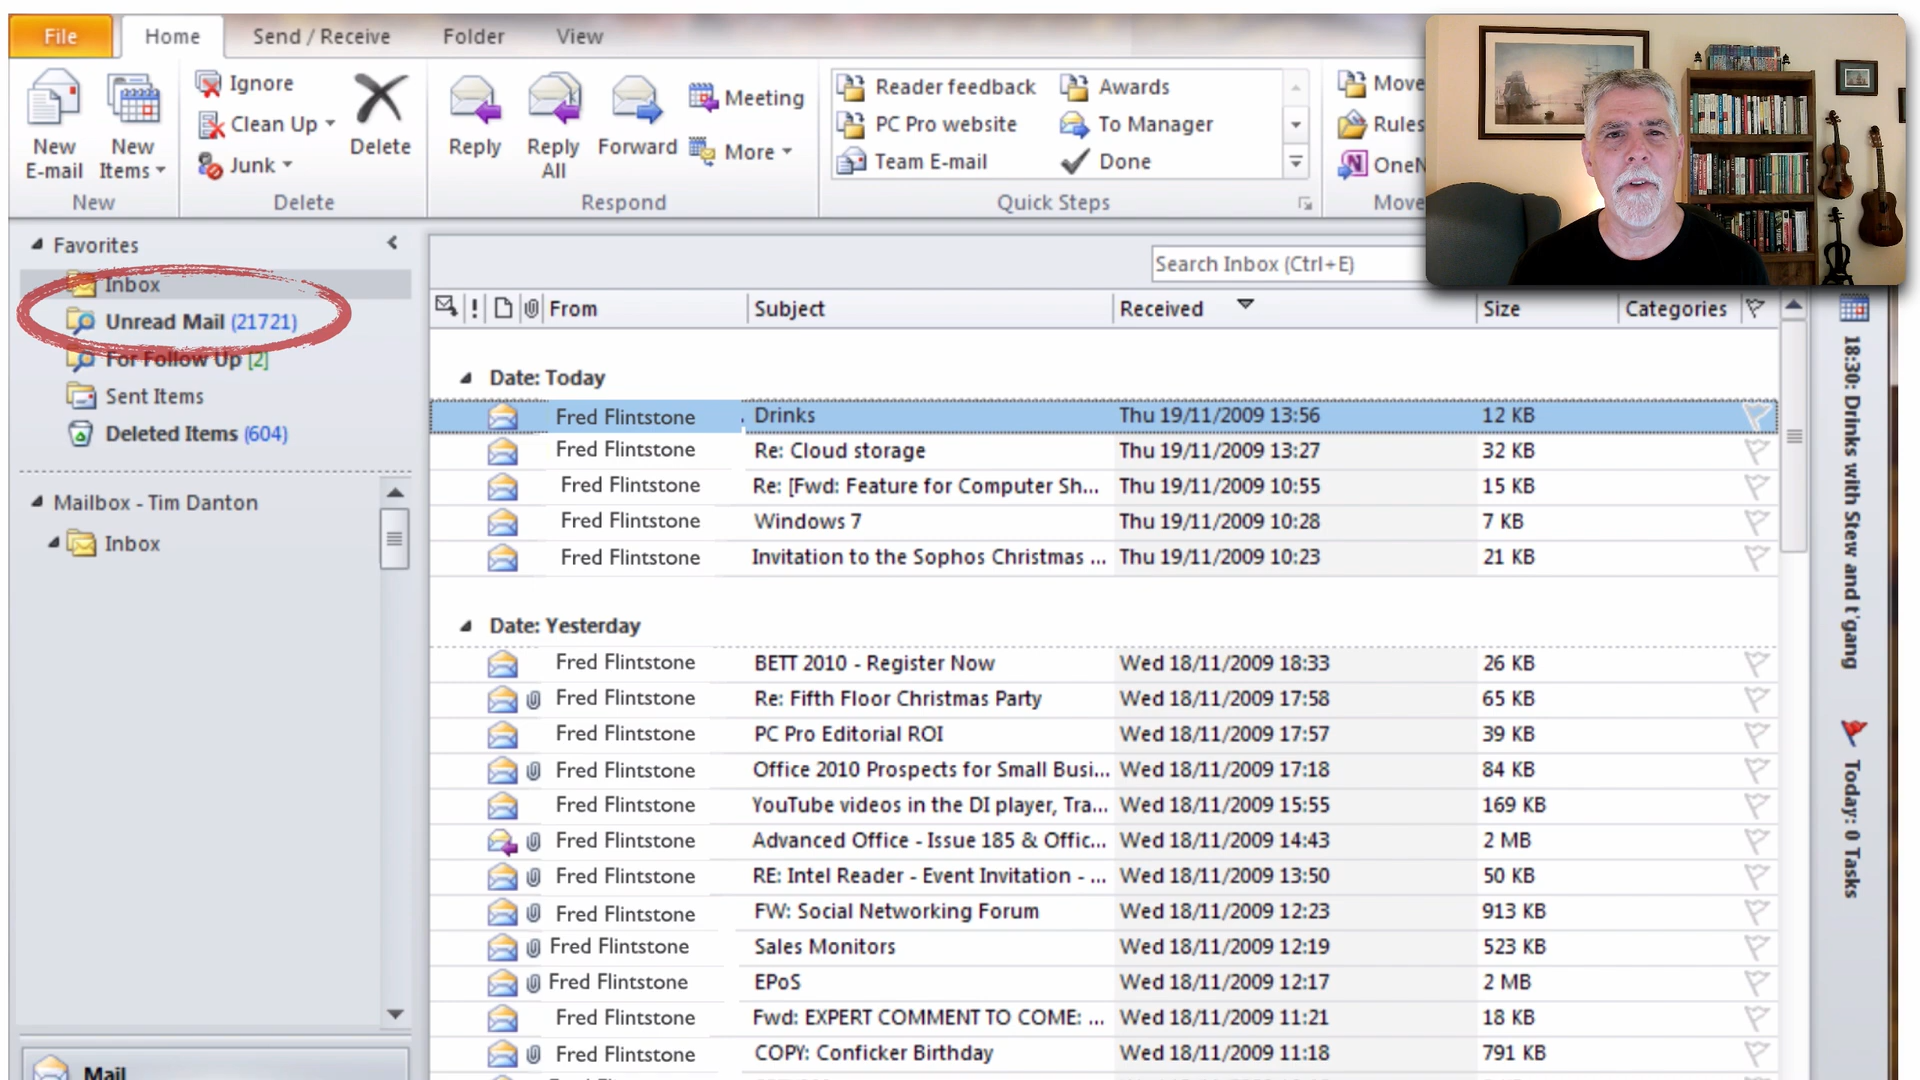 File Home Send / Receive Folder View
New E-mail
New Items
Ignore
Clean Up
Junk
Delete
Reply
Reply All
Forward
Meeting
More
Reader feedback
PC Pro website
Team E-mail
Awards
To Manager
Done
Move
Rules
OneN
New Delete Respond Quick Steps Move
Favorites
Inbox
Unread Mail (21721)
For Follow Up [2]
Sent Items
Deleted Items (604)
Mailbox - Tim Danton
Inbox
Mail
Search Inbox (Ctrl+E)
! From Subject Received Size Categories
Date: Today
Fred Flintstone Drinks Thu 19/11/2009 13:56 12 KB
Fred Flintstone Re: Cloud storage Thu 19/11/2009 13:27 32 KB
Fred Flintstone Re: [Fwd: Feature for Computer Sh... Thu 19/11/2009 10:55 15 KB
Fred Flintstone Windows 7 Thu 19/11/2009 10:28 7 KB
Fred Flintstone Invitation to the Sophos Christmas ... Thu 19/11/2009 10:23 21 KB
Date: Yesterday
Fred Flintstone BETT 2010 - Register Now Wed 18/11/2009 18:33 26 KB
Fred Flintstone Re: Fifth Floor Christmas Party Wed 18/11/2009 17:58 65 KB
Fred Flintstone PC Pro Editorial ROI Wed 18/11/2009 17:57 39 KB
Fred Flintstone Office 2010 Prospects for Small Busi... Wed 18/11/2009 17:18 84 KB
Fred Flintstone YouTube videos in the DI player, Tra... Wed 18/11/2009 15:55 169 KB
Fred Flintstone Advanced Office - Issue 185 & Offic... Wed 18/11/2009 14:43 2 MB
Fred Flintstone RE: Intel Reader - Event Invitation - ... Wed 18/11/2009 13:50 50 KB
Fred Flintstone FW: Social Networking Forum Wed 18/11/2009 12:23 913 KB
Fred Flintstone Sales Monitors Wed 18/11/2009 12:19 523 KB
Fred Flintstone EPoS Wed 18/11/2009 12:17 2 MB
Fred Flintstone Fwd: EXPERT COMMENT TO COME: ... Wed 18/11/2009 11:21 18 KB
Fred Flintstone COPY: Conficker Birthday Wed 18/11/2009 11:18 791 KB
18:30: Drinks with Stew and t'gang
Today: 0 Tasks